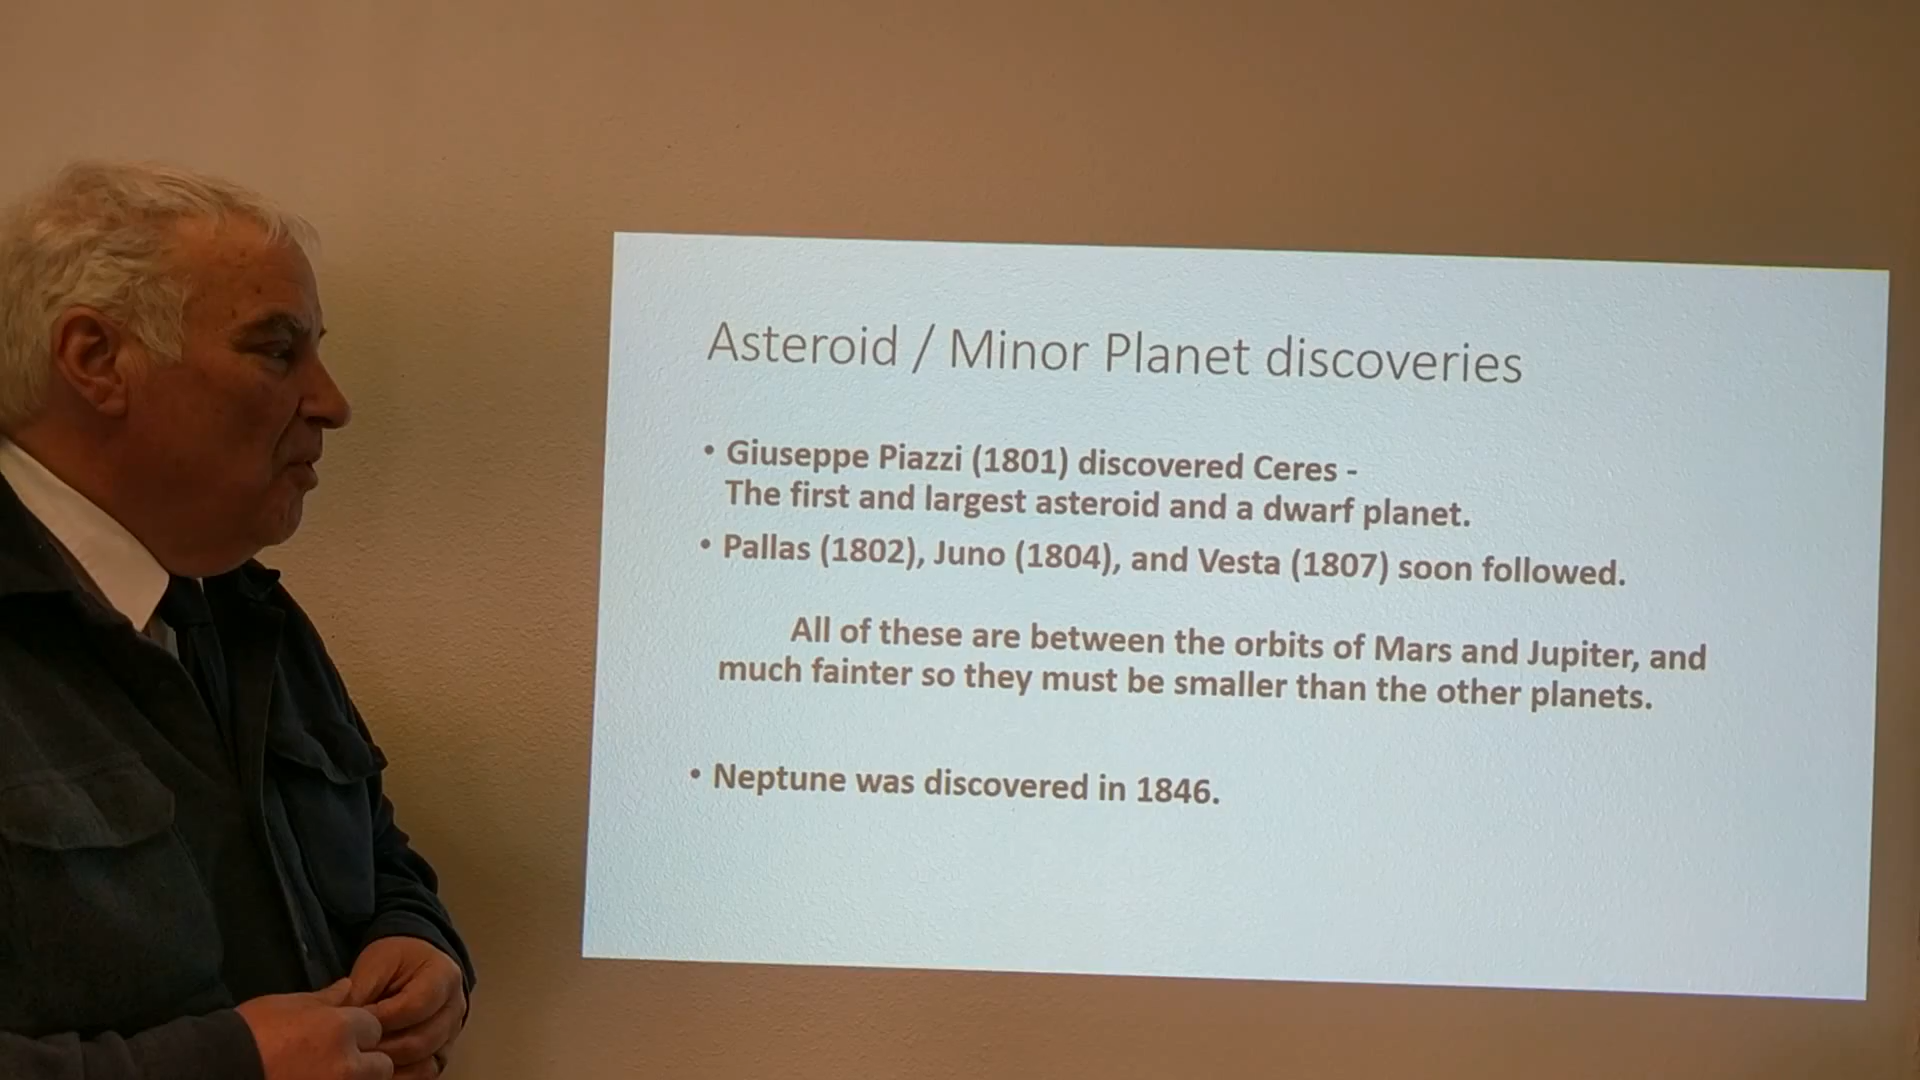 Asteroid / Minor Planet discoveries
• Giuseppe Piazzi (1801) discovered Ceres -
The first and largest asteroid and a dwarf planet.
• Pallas (1802), Juno (1804), and Vesta (1807) soon followed.
All of these are between the orbits of Mars and Jupiter, and
much fainter so they must be smaller than the other planets.
• Neptune was discovered in 1846.